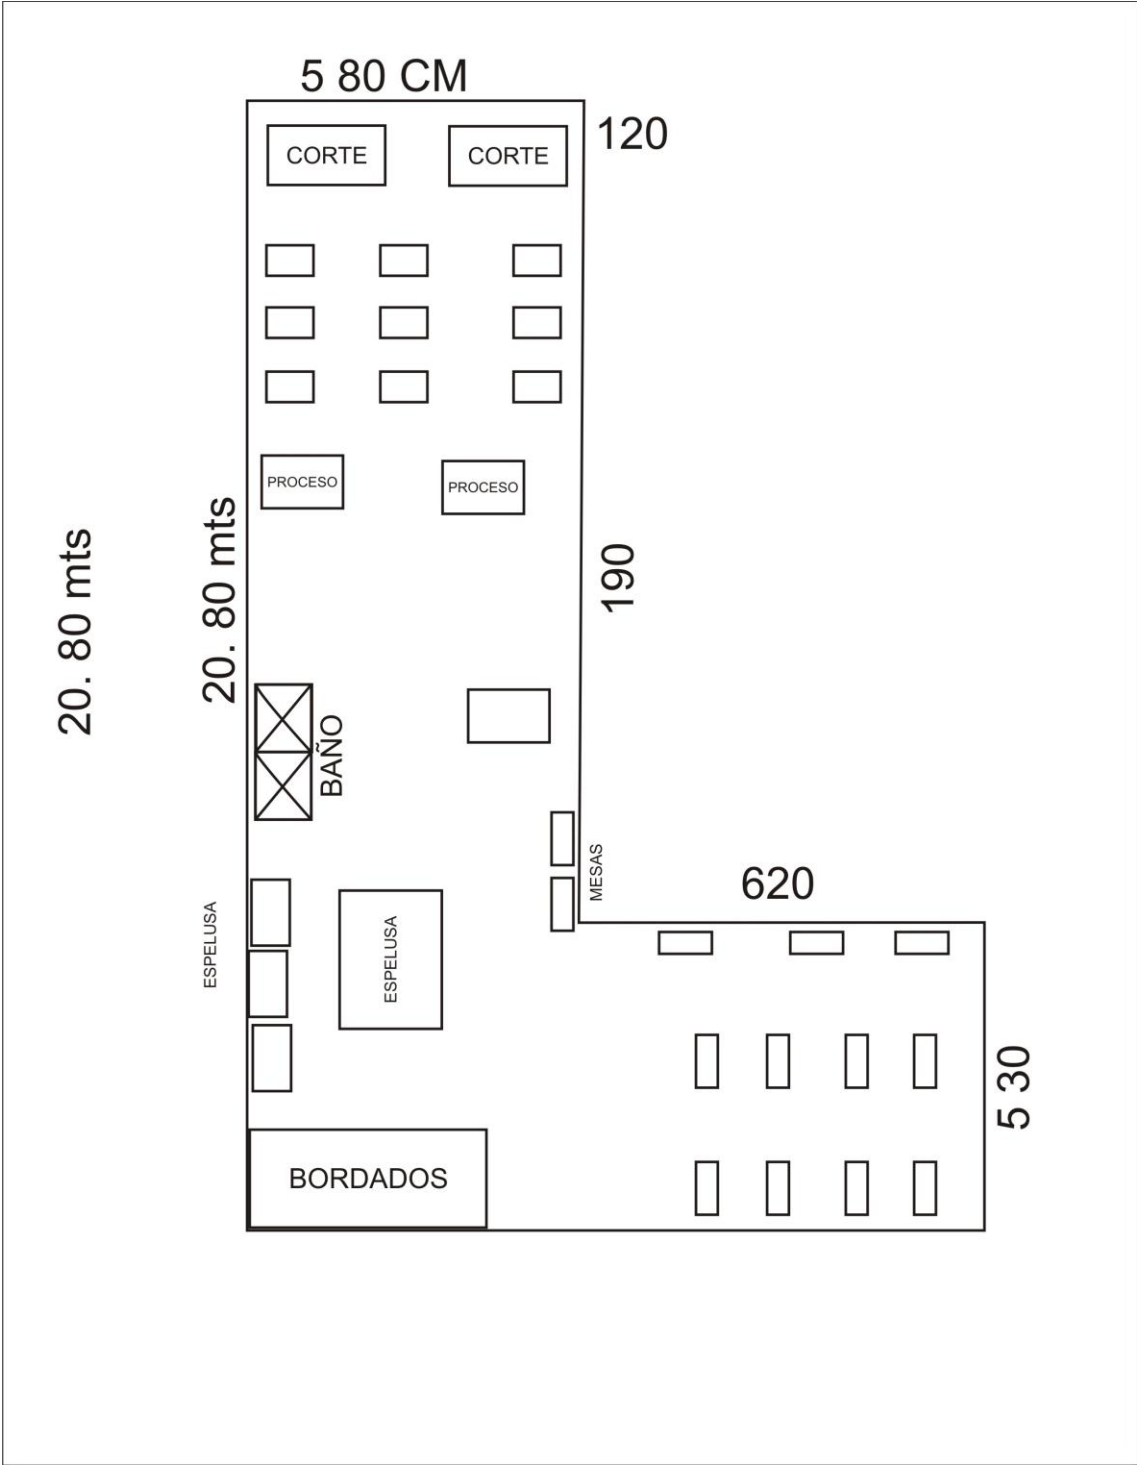 5 80 CM
120
CORTE
CORTE
PROCESO
PROCESO
20. 80 mts
20. 80 mts
190
BAÑO
MESAS
620
ESPELUSA
ESPELUSA
5 30
BORDADOS